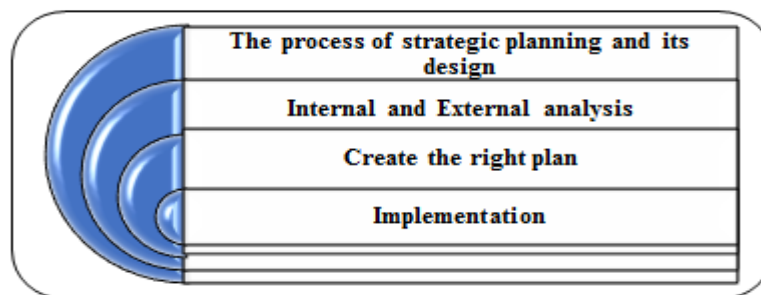 The process of strategic planning and its
design
Internal and External analysis
Create the right plan
Implementation